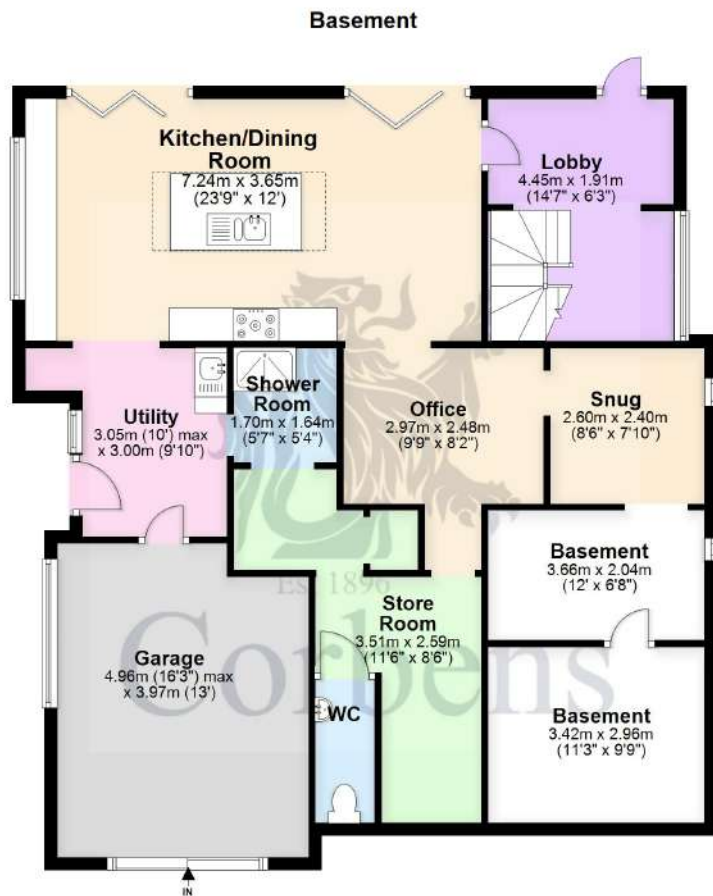 Basement
Kitchen/Dining
Room
7.24m x 3.65m
(23'9" x 12')
Lobby
4.45m x 1.91m
(14'7" x 6'3")
Utility
3.05m (10') max
x 3.00m (9'10")
Shower
Room
1.70m x 1.64m
(5'7" x 5'4")
Office
2.97m x 2.48m
(9'9" x 8'2")
Snug
2.60m x 2.40m
(8'6" x 7'10")
Basement
3.66m x 2.04m
(12' x 6'8")
Est 1896
Store
Room
3.51m x 2.59m
(11'6" x 8'6")
Garage
4.96m (16'3") max
x 3.97m (13')
Corbens
WC
Basement
3.42m x 2.96m
(11'3" x 9'9")
IN